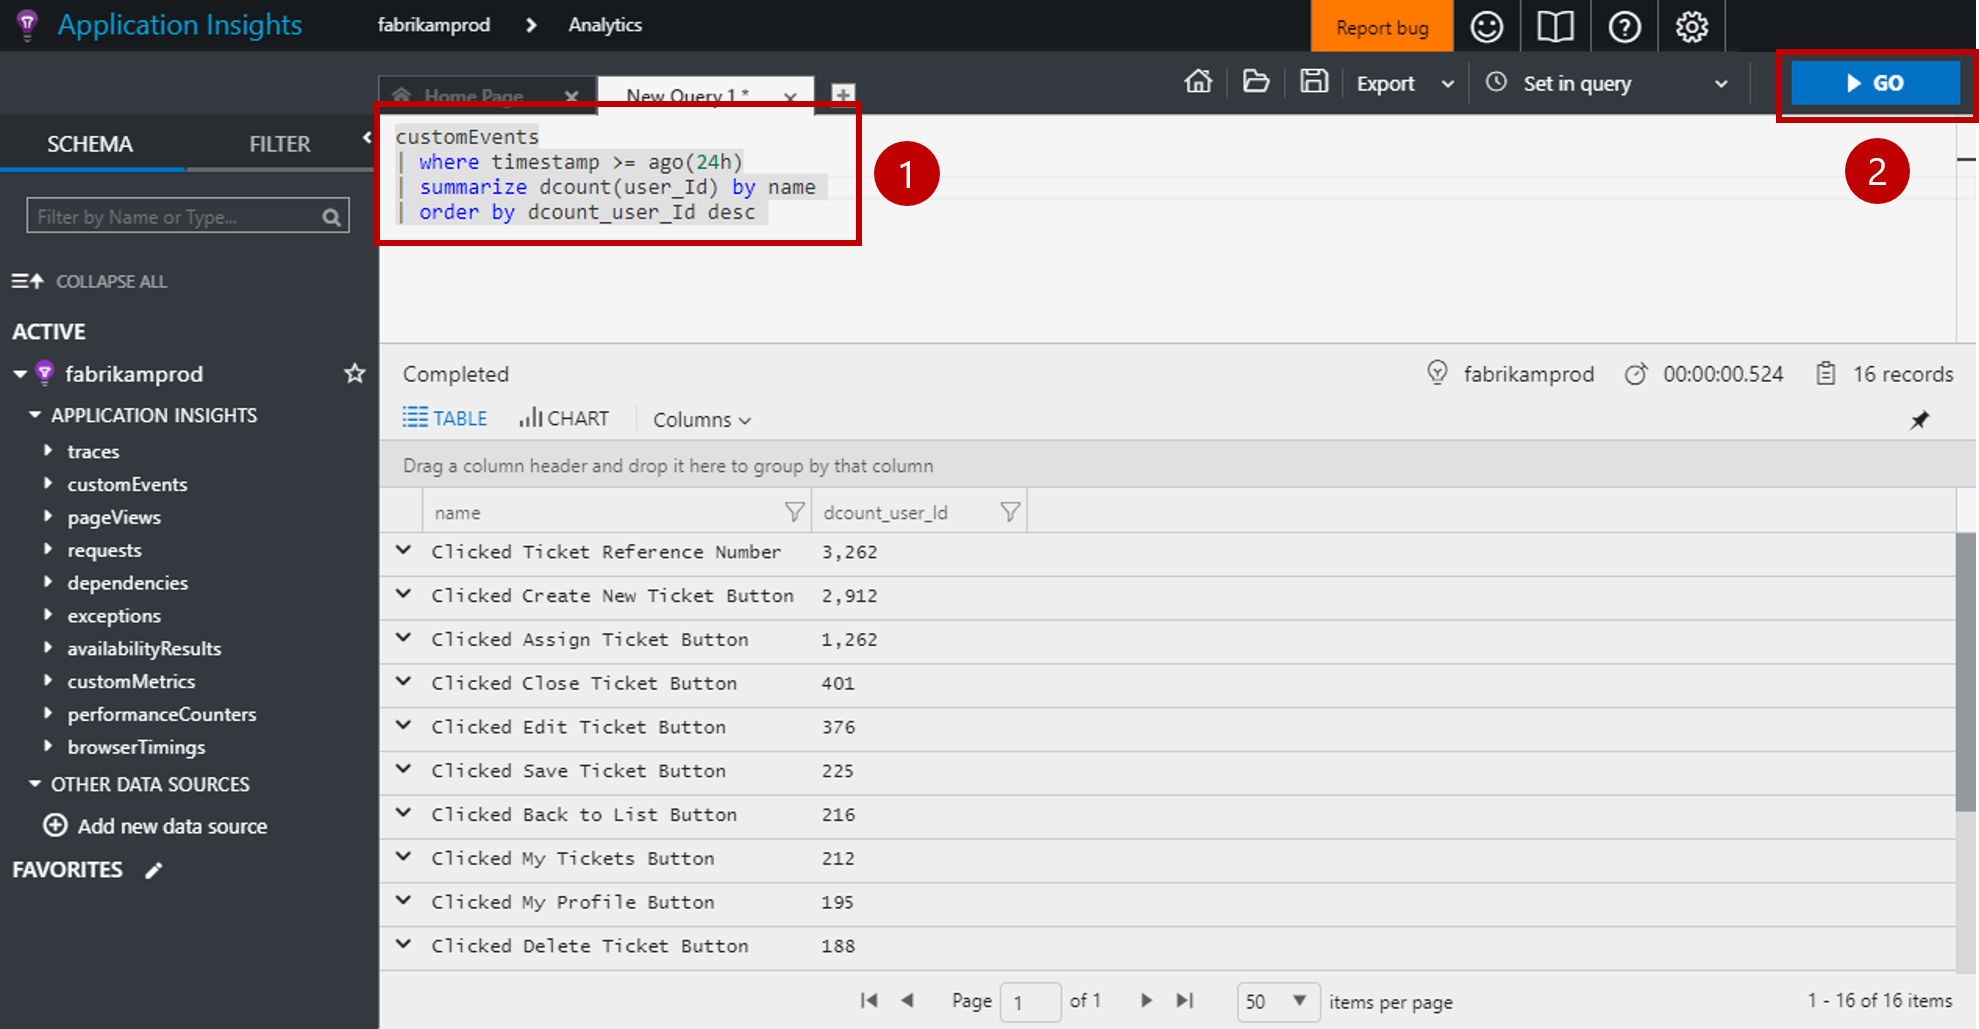 Application Insights
fabrikamprod
Analytics
Report bug
Home Page
New Query 1*
Export
Set in query
GO
SCHEMA
FILTER
customEvents
| where timestamp >= ago(24h)
| summarize dcount(user_Id) by name
| order by dcount_user_Id desc
1
2
Filter by Name or Type...
COLLAPSE ALL
ACTIVE
fabrikamprod
APPLICATION INSIGHTS
traces
customEvents
pageViews
requests
dependencies
exceptions
availabilityResults
customMetrics
performanceCounters
browserTimings
OTHER DATA SOURCES
Add new data source
FAVORITES
Completed
fabrikamprod
00:00:00.524
16 records
TABLE
CHART
Columns
Drag a column header and drop it here to group by that column
name dcount_user_Id
Clicked Ticket Reference Number 3,262
Clicked Create New Ticket Button 2,912
Clicked Assign Ticket Button 1,262
Clicked Close Ticket Button 401
Clicked Edit Ticket Button 376
Clicked Save Ticket Button 225
Clicked Back to List Button 216
Clicked My Tickets Button 212
Clicked My Profile Button 195
Clicked Delete Ticket Button 188
Page 1 of 1
50 items per page
1 - 16 of 16 items